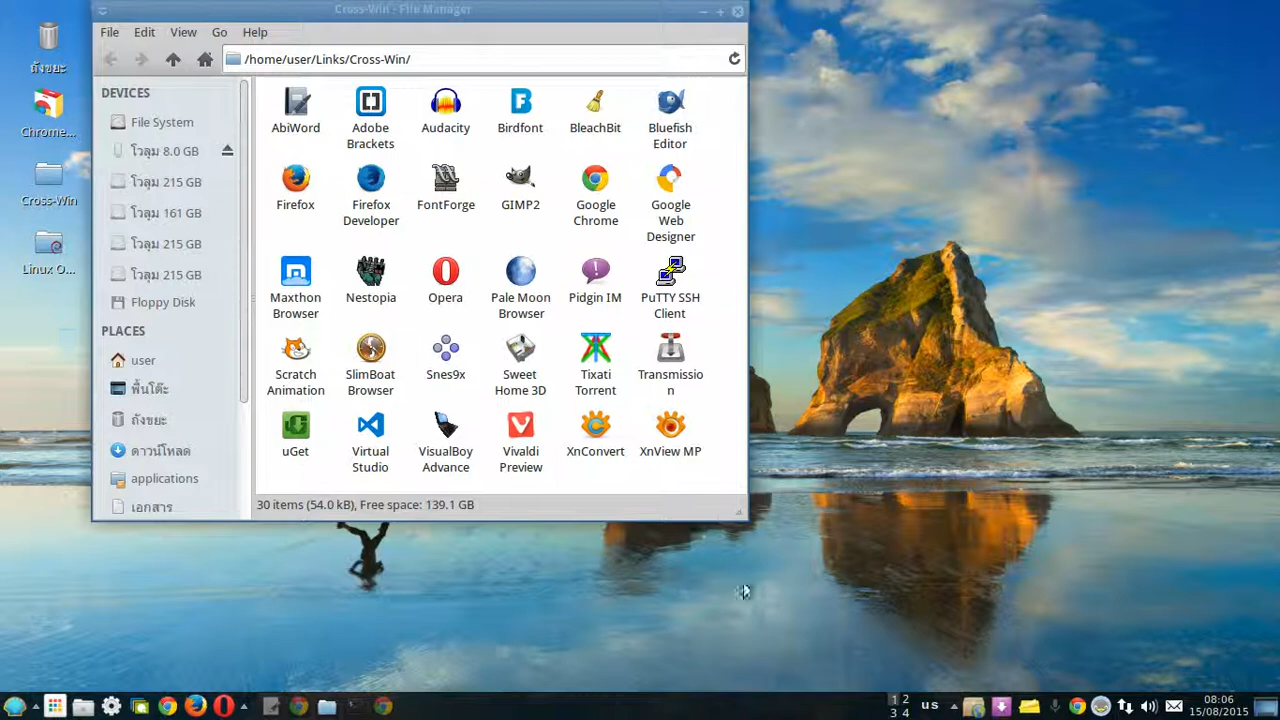 Cross-Win - File Manager
File Edit View Go Help
/home/user/Links/Cross-Win/
ถังขยะ
Chrome...
Cross-Win
Linux O...
DEVICES
File System
โวลุม 8.0 GB
โวลุม 215 GB
โวลุม 161 GB
โวลุม 215 GB
โวลุม 215 GB
Floppy Disk
PLACES
user
พื้นโต๊ะ
ถังขยะ
ดาวน์โหลด
applications
เอกสาร
AbiWord
Adobe
Brackets
Audacity
Birdfont
BleachBit
Bluefish
Editor
Firefox
Firefox
Developer
FontForge
GIMP2
Google
Chrome
Google
Web
Designer
Maxthon
Browser
Nestopia
Opera
Pale Moon
Browser
Pidgin IM
PuTTY SSH
Client
Scratch
Animation
SlimBoat
Browser
Snes9x
Sweet
Home 3D
Tixati
Torrent
Transmissio
n
uGet
Virtual
Studio
VisualBoy
Advance
Vivaldi
Preview
XnConvert
XnView MP
30 items (54.0 kB), Free space: 139.1 GB
1 2
3 4
us
08:06
15/08/2015